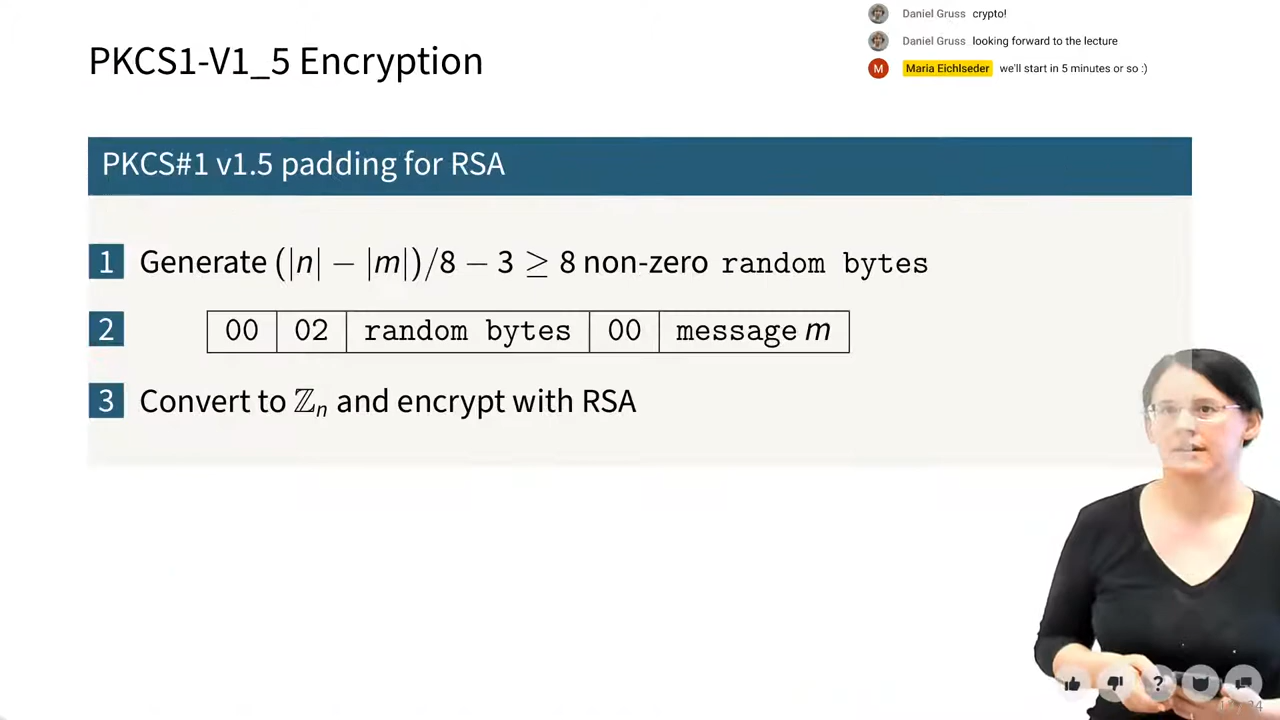 Daniel Gruss crypto!
Daniel Gruss looking forward to the lecture
M Maria Eichlseder we'll start in 5 minutes or so :)
PKCS1-V1_5 Encryption
PKCS#1 v1.5 padding for RSA
1 Generate (|n| − |m|)/8 − 3 ≥ 8 non-zero random bytes
2 00 02 random bytes 00 message m
3 Convert to ℤn and encrypt with RSA
?